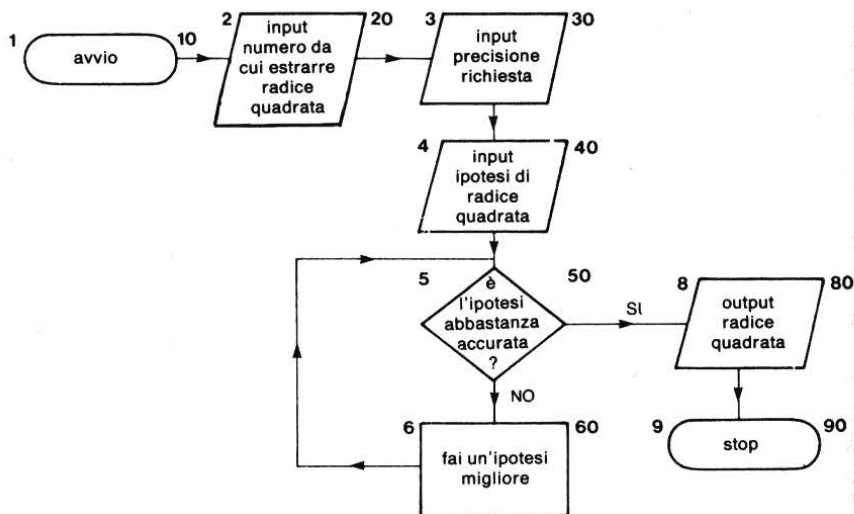 1
avvio
10
2
input
numero da
cui estrarre
radice
quadrata
20
3
input
precisione
richiesta
30
4
input
ipotesi di
radice
quadrata
40
5
è
l'ipotesi
abbastanza
accurata
?
50
SI
NO
6
fai un'ipotesi
migliore
60
8
output
radice
quadrata
80
9
stop
90